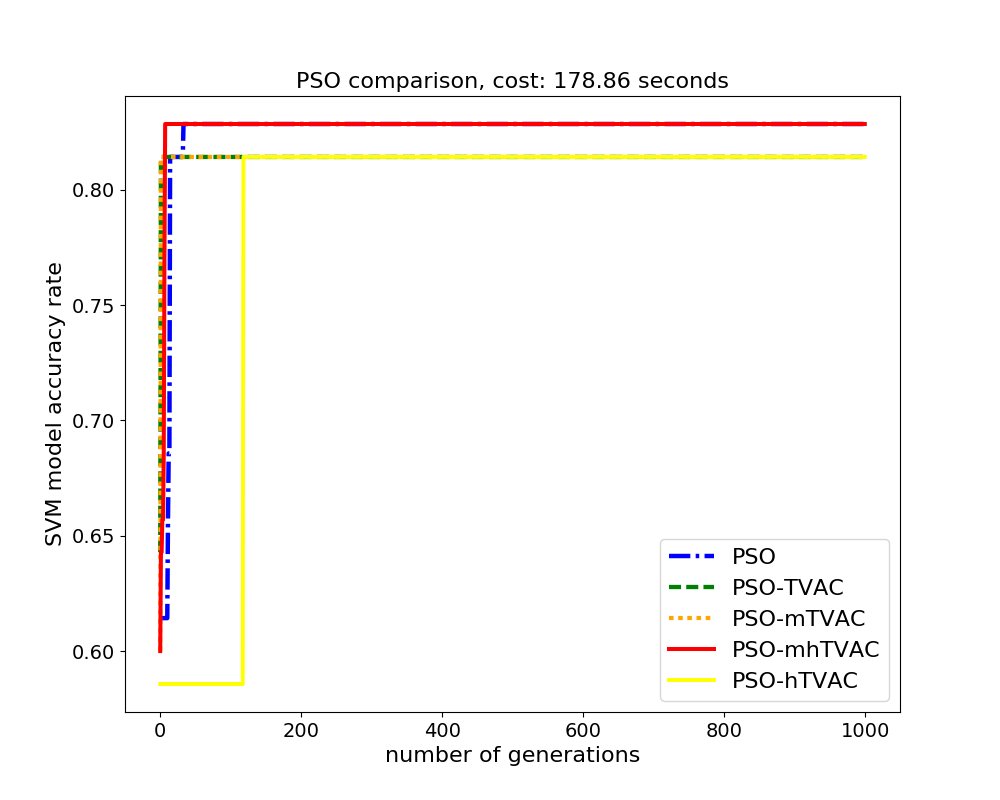 PSO comparison, cost: 178.86 seconds
SVM model accuracy rate
0.80
0.75
0.70
0.65
0.60
PSO
PSO-TVAC
PSO-mTVAC
PSO-mhTVAC
PSO-hTVAC
0 200 400 600 800 1000
number of generations